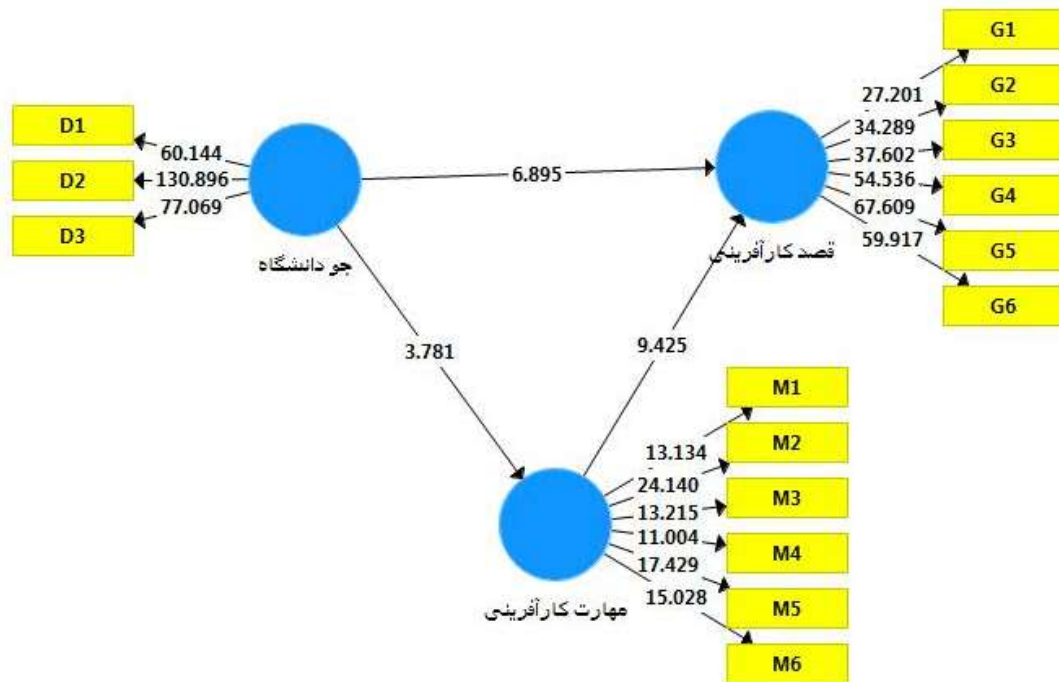 D1
D2
D3
60.144
130.896
77.069
جو دانشگاه
6.895
3.781
9.425
قصد کارآفرینی
27.201
34.289
37.602
54.536
67.609
59.917
G1
G2
G3
G4
G5
G6
مهارت کارآفرینی
13.134
24.140
13.215
11.004
17.429
15.028
M1
M2
M3
M4
M5
M6